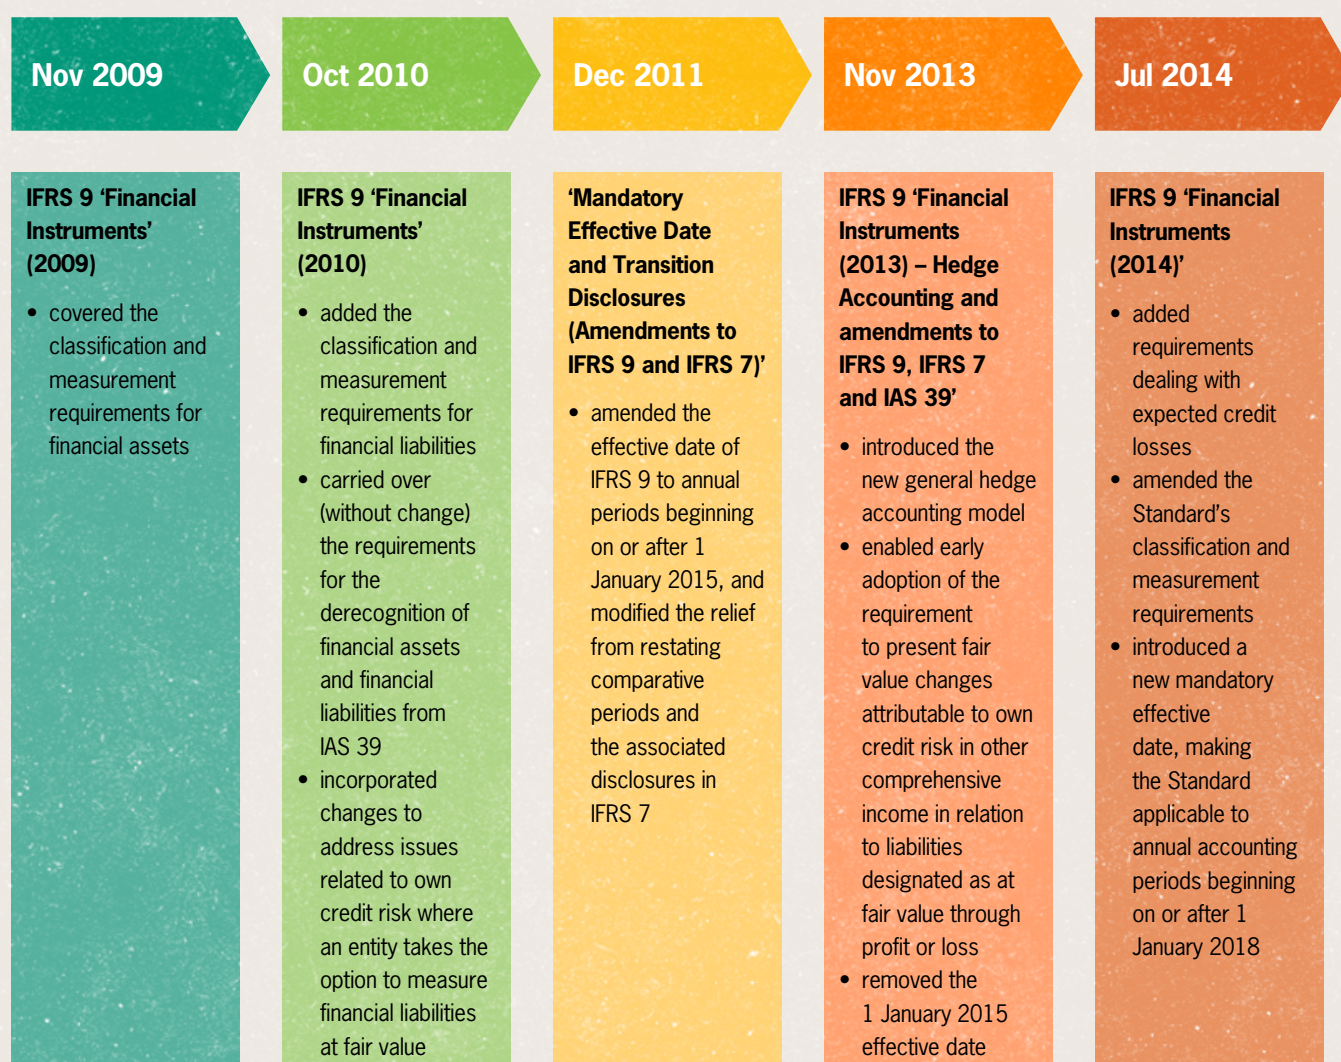 Nov 2009
Oct 2010
Dec 2011
Nov 2013
Jul 2014
IFRS 9 ‘Financial
Instruments’
(2009)
• covered the
classification and
measurement
requirements for
financial assets
IFRS 9 ‘Financial
Instruments’
(2010)
• added the
classification and
measurement
requirements for
financial liabilities
• carried over
(without change)
the requirements
for the
derecognition of
financial assets
and financial
liabilities from
IAS 39
• incorporated
changes to
address issues
related to own
credit risk where
an entity takes the
option to measure
financial liabilities
at fair value
‘Mandatory
Effective Date
and Transition
Disclosures
(Amendments to
IFRS 9 and IFRS 7)’
• amended the
effective date of
IFRS 9 to annual
periods beginning
on or after 1
January 2015, and
modified the relief
from restating
comparative
periods and
the associated
disclosures in
IFRS 7
IFRS 9 ‘Financial
Instruments
(2013) – Hedge
Accounting and
amendments to
IFRS 9, IFRS 7
and IAS 39’
• introduced the
new general hedge
accounting model
• enabled early
adoption of the
requirement
to present fair
value changes
attributable to own
credit risk in other
comprehensive
income in relation
to liabilities
designated as at
fair value through
profit or loss
• removed the
1 January 2015
effective date
IFRS 9 ‘Financial
Instruments
(2014)’
• added
requirements
dealing with
expected credit
losses
• amended the
Standard’s
classification and
measurement
requirements
• introduced a
new mandatory
effective
date, making
the Standard
applicable to
annual accounting
periods beginning
on or after 1
January 2018